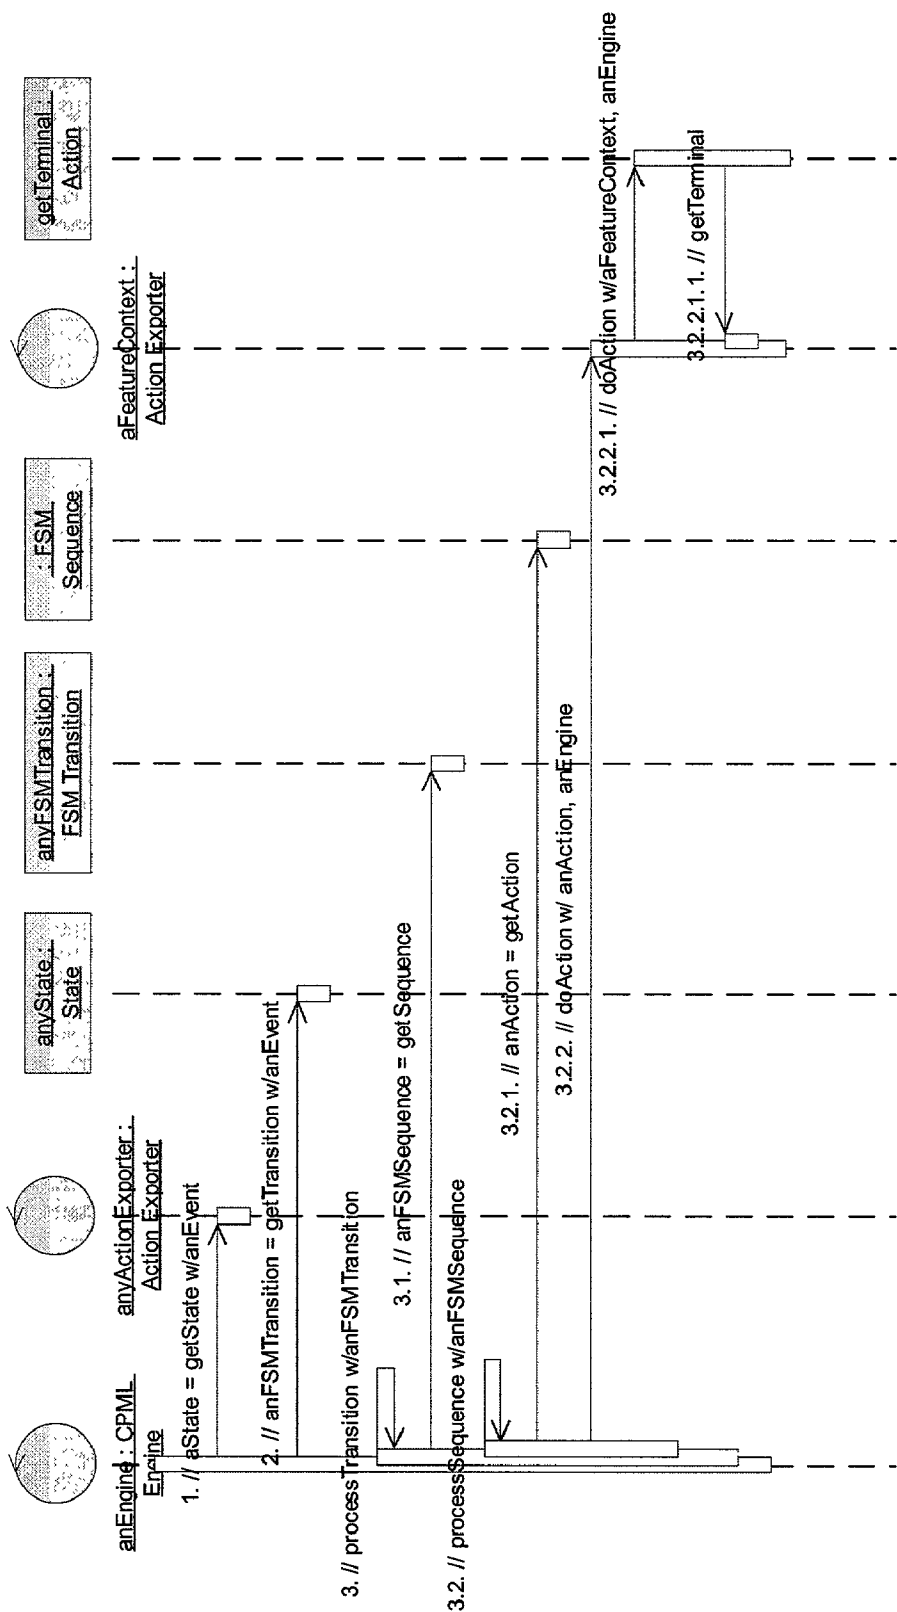 anEngine : CPML
Engine
anyActionExporter :
Action Exporter
anyState :
State
anyFSMTransition :
FSM Transition
: FSM
Sequence
aFeatureContext :
Action Exporter
getTerminal :
Action
1. // aState = getState w/anEvent
2. // anFSMTransition = getTransition w/anEvent
3. // processTransition w/anFSMTransition
3.1. // anFSMSequence = getSequence
3.2. // processSequence w/anFSMSequence
3.2.1. // anAction = getAction
3.2.2. // doAction w/ anAction, anEngine
3.2.2.1. // doAction w/aFeatureContext, anEngine
3.2.2.1.1. // getTerminal